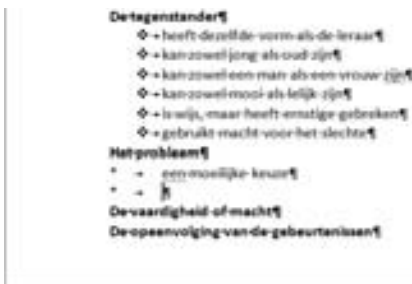 De tegenstander
heeft dezelfde vorm als de leraar
kan zowel jong als oud zijn
kan zowel een man als een vrouw zijn
kan zowel mooi als lelijk zijn
is wijs, maar heeft ernstige gebreken
gebruikt macht voor het slechte
Het probleem
een moeilijke keuze
De vaardigheid of macht
De opeenvolging van de gebeurtenissen